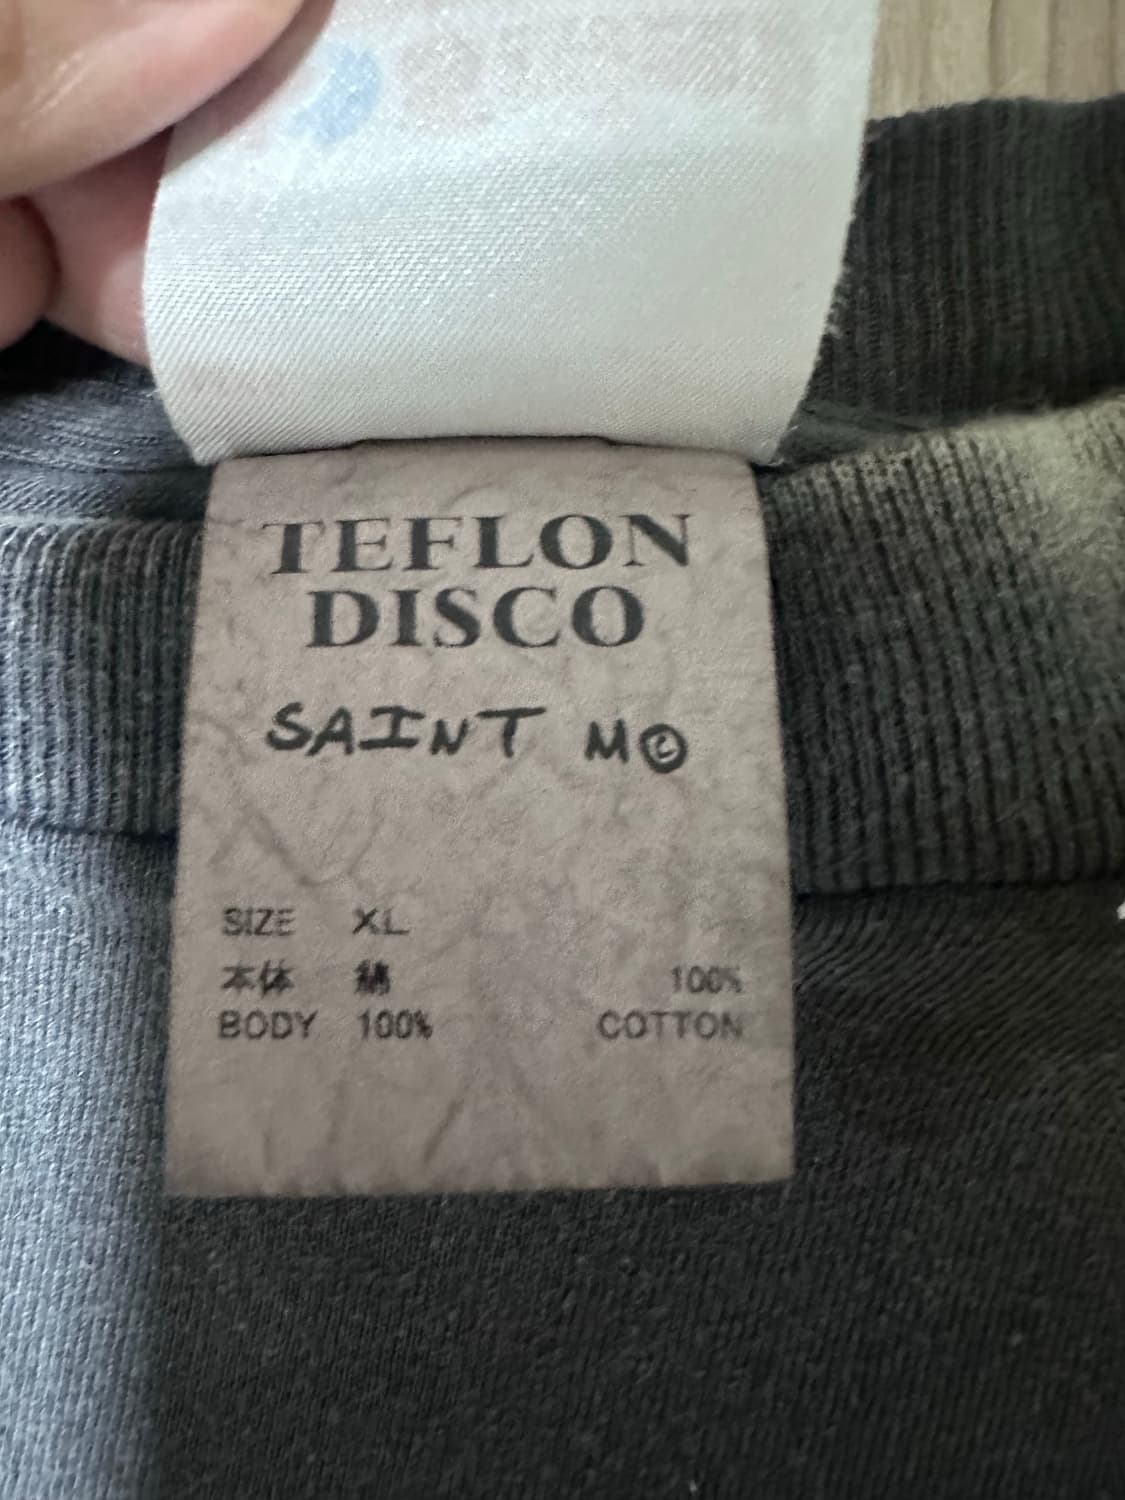 TEFLON
DISCO
SAINT M©
SIZE XL
本体 綿 100%
BODY 100% COTTON